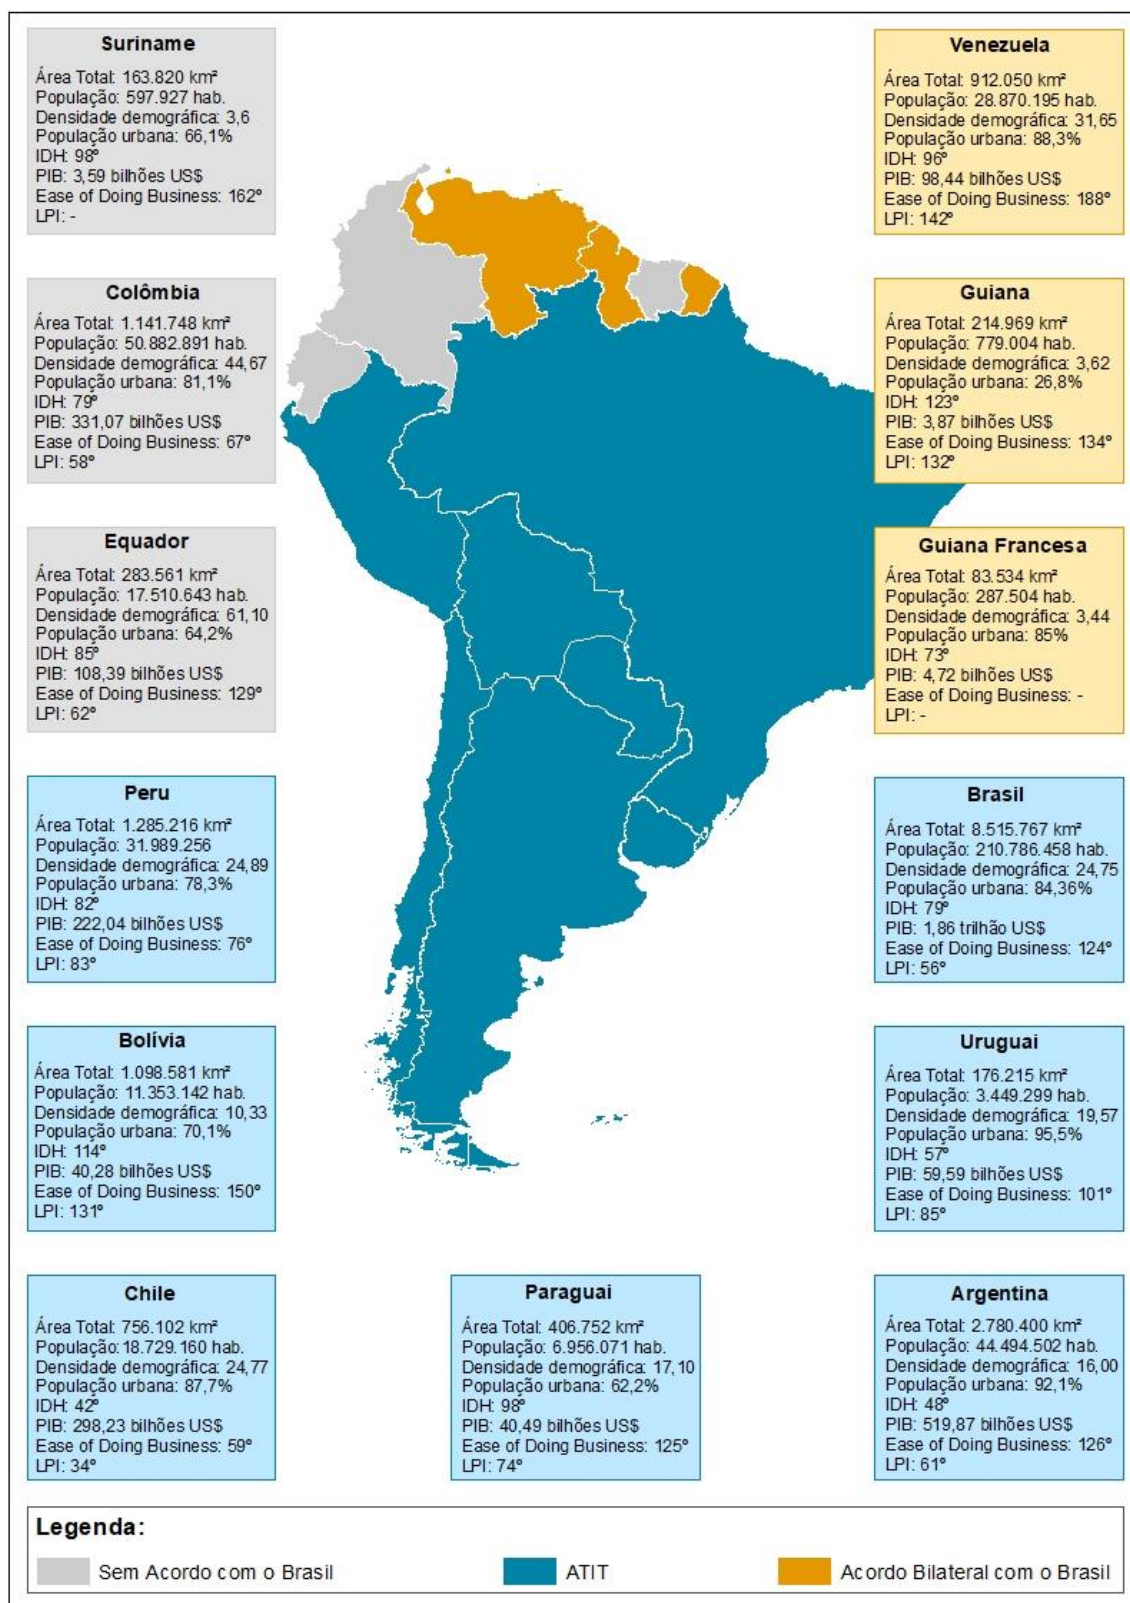 Suriname
Área Total: 163.820 km²
População: 597.927 hab.
Densidade demográfica: 3,6
População urbana: 66,1%
IDH: 98º
PIB: 3,59 bilhões US$
Ease of Doing Business: 162º
LPI: -
Colômbia
Área Total: 1.141.748 km²
População: 50.882.891 hab.
Densidade demográfica: 44,67
População urbana: 81,1%
IDH: 79º
PIB: 331,07 bilhões US$
Ease of Doing Business: 67º
LPI: 58º
Equador
Área Total: 283.561 km²
População: 17.510.643 hab.
Densidade demográfica: 61,10
População urbana: 64,2%
IDH: 85º
PIB: 108,39 bilhões US$
Ease of Doing Business: 129º
LPI: 62º
Peru
Área Total: 1.285.216 km²
População: 31.989.256
Densidade demográfica: 24,89
População urbana: 78,3%
IDH: 82º
PIB: 222,04 bilhões US$
Ease of Doing Business: 76º
LPI: 83º
Bolívia
Área Total: 1.098.581 km²
População: 11.353.142 hab.
Densidade demográfica: 10,33
População urbana: 70,1%
IDH: 114º
PIB: 40,28 bilhões US$
Ease of Doing Business: 150º
LPI: 131º
Chile
Área Total: 756.102 km²
População:18.729.160 hab.
Densidade demográfica: 24,77
População urbana: 87,7%
IDH: 42º
PIB: 298,23 bilhões US$
Ease of Doing Business: 59º
LPI: 34º
Paraguai
Área Total: 406.752 km²
População: 6.956.071 hab.
Densidade demográfica: 17,10
População urbana: 62,2%
IDH: 98º
PIB: 40,49 bilhões US$
Ease of Doing Business: 125º
LPI: 74º
Venezuela
Área Total: 912.050 km²
População: 28.870.195 hab.
Densidade demográfica: 31,65
População urbana: 88,3%
IDH: 96º
PIB: 98,44 bilhões US$
Ease of Doing Business: 188º
LPI: 142º
Guiana
Área Total: 214.969 km²
População: 779.004 hab.
Densidade demográfica: 3,62
População urbana: 26,8%
IDH: 123º
PIB: 3,87 bilhões US$
Ease of Doing Business: 134º
LPI: 132º
Guiana Francesa
Área Total: 83.534 km²
População: 287.504 hab.
Densidade demográfica: 3,44
População urbana: 85%
IDH: 73º
PIB: 4,72 bilhões US$
Ease of Doing Business: -
LPI: -
Brasil
Área Total: 8.515.767 km²
População: 210.786.458 hab.
Densidade demográfica: 24,75
População urbana: 84,36%
IDH: 79º
PIB: 1,86 trilhão US$
Ease of Doing Business: 124º
LPI: 56º
Uruguai
Área Total: 176.215 km²
População: 3.449.299 hab.
Densidade demográfica: 19,57
População urbana: 95,5%
IDH: 57º
PIB: 59,59 bilhões US$
Ease of Doing Business: 101º
LPI: 85º
Argentina
Área Total: 2.780.400 km²
População: 44.494.502 hab.
Densidade demográfica: 16,00
População urbana: 92,1%
IDH: 48º
PIB: 519,87 bilhões US$
Ease of Doing Business: 126º
LPI: 61º
Legenda:
Sem Acordo com o Brasil
ATIT
Acordo Bilateral com o Brasil